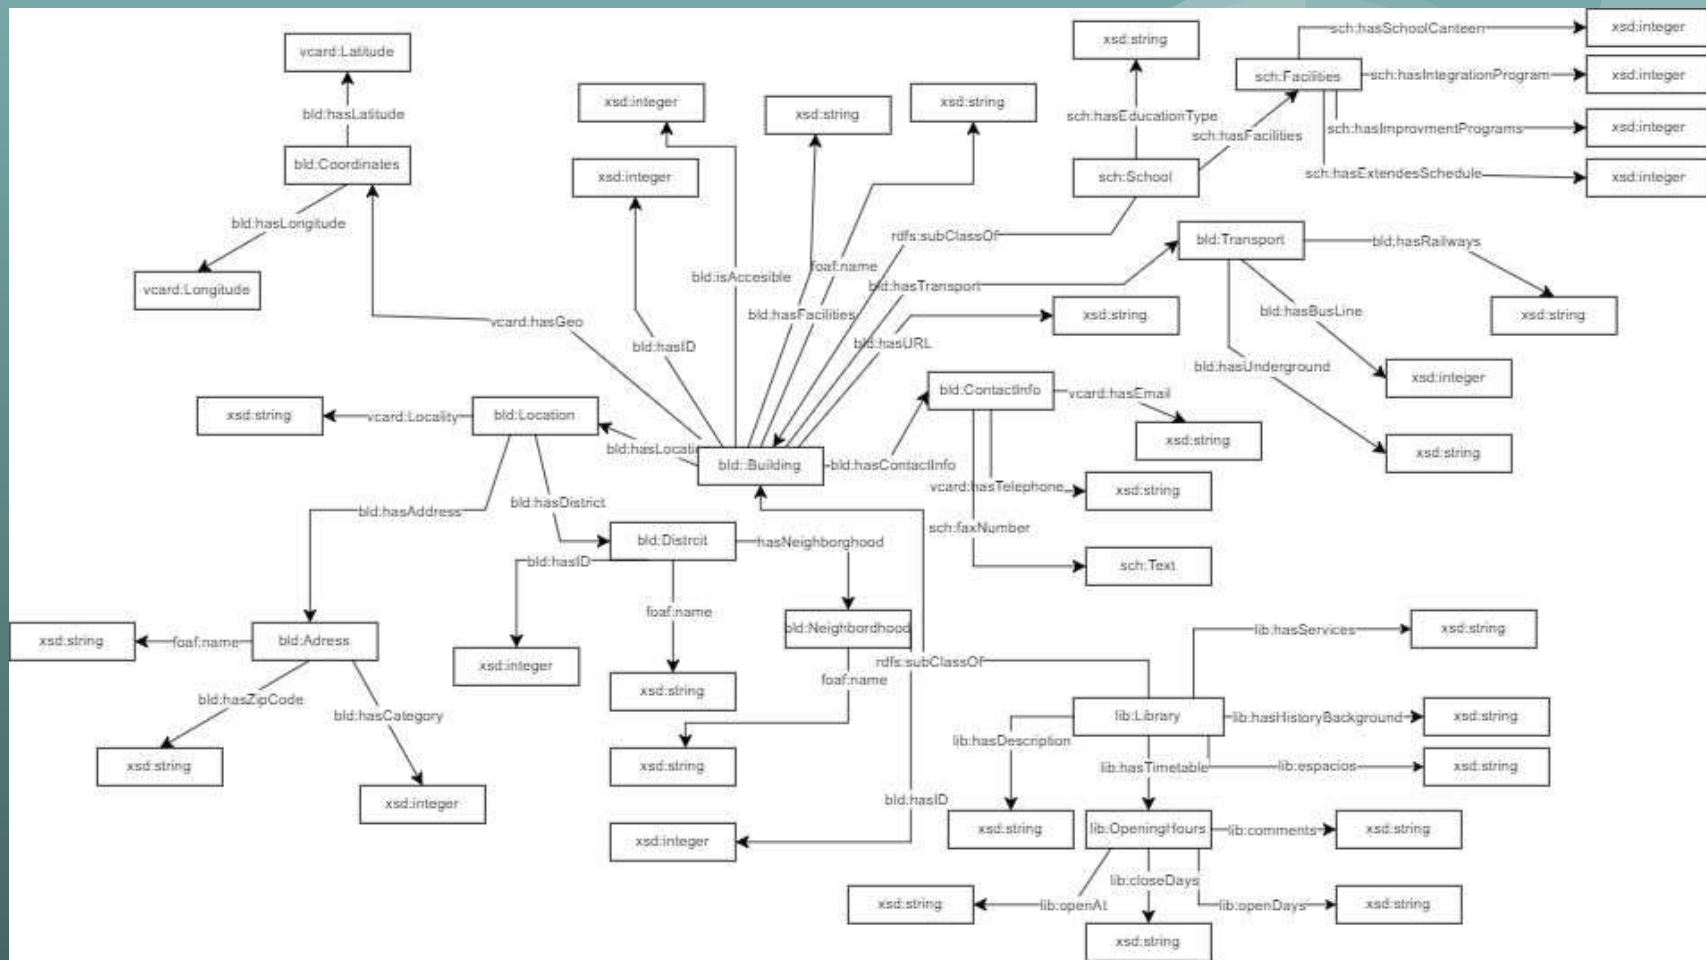 xsd:integer
sch:hasSchoolCanteen
xsd:string
vcard:Latitude
sch:Facilities
sch:hasIntegrationProgram
xsd:integer
xsd:integer
xsd:string
xsd:string
bld:hasLatitude
sch:hasEducationType
sch:hasFacilities
sch:hasImprovmentPrograms
xsd:integer
bld:Coordinates
xsd:integer
sch:School
sch:hasExtendesSchedule
xsd:integer
bld:hasLongitude
rdfs:subClassOf
bld:Transport
bld:hasRailways
vcard:Longitude
bld:isAccesible
foaf:name
bld:hasTransport
bld:hasBusLine
vcard:hasGeo
bld:hasFacilities
xsd:string
xsd:string
bld:hasID
bld:hasURL
bld:hasUnderground
xsd:integer
bld:ContactInfo
vcard:hasEmail
xsd:string
vcard:Locality
bld:Location
bld:hasLocatio
xsd:string
xsd:string
bld::Building
bld:hasContactInfo
vcard:hasTelephone
xsd:string
bld:hasAddress
bld:hasDistrict
sch:faxNumber
bld:Distrcit
hasNeighborghood
bld:hasID
sch:Text
foaf:name
bld:Neighbordhood
xsd:string
foaf:name
bld:Adress
lib:hasServices
xsd:string
xsd:integer
rdfs:subClassOf
foaf:name
xsd:string
bld:hasZipCode
bld:hasCategory
lib:Library
lib:hasHistoryBackground
xsd:string
lib:hasDescription
xsd:string
xsd:string
lib:hasTimetable
lib:espacios
xsd:string
xsd:integer
bld:hasID
xsd:integer
xsd:string
lib:OpeningHours
lib:comments
xsd:string
lib:closeDays
xsd:string
lib:openAt
lib:openDays
xsd:string
xsd:string